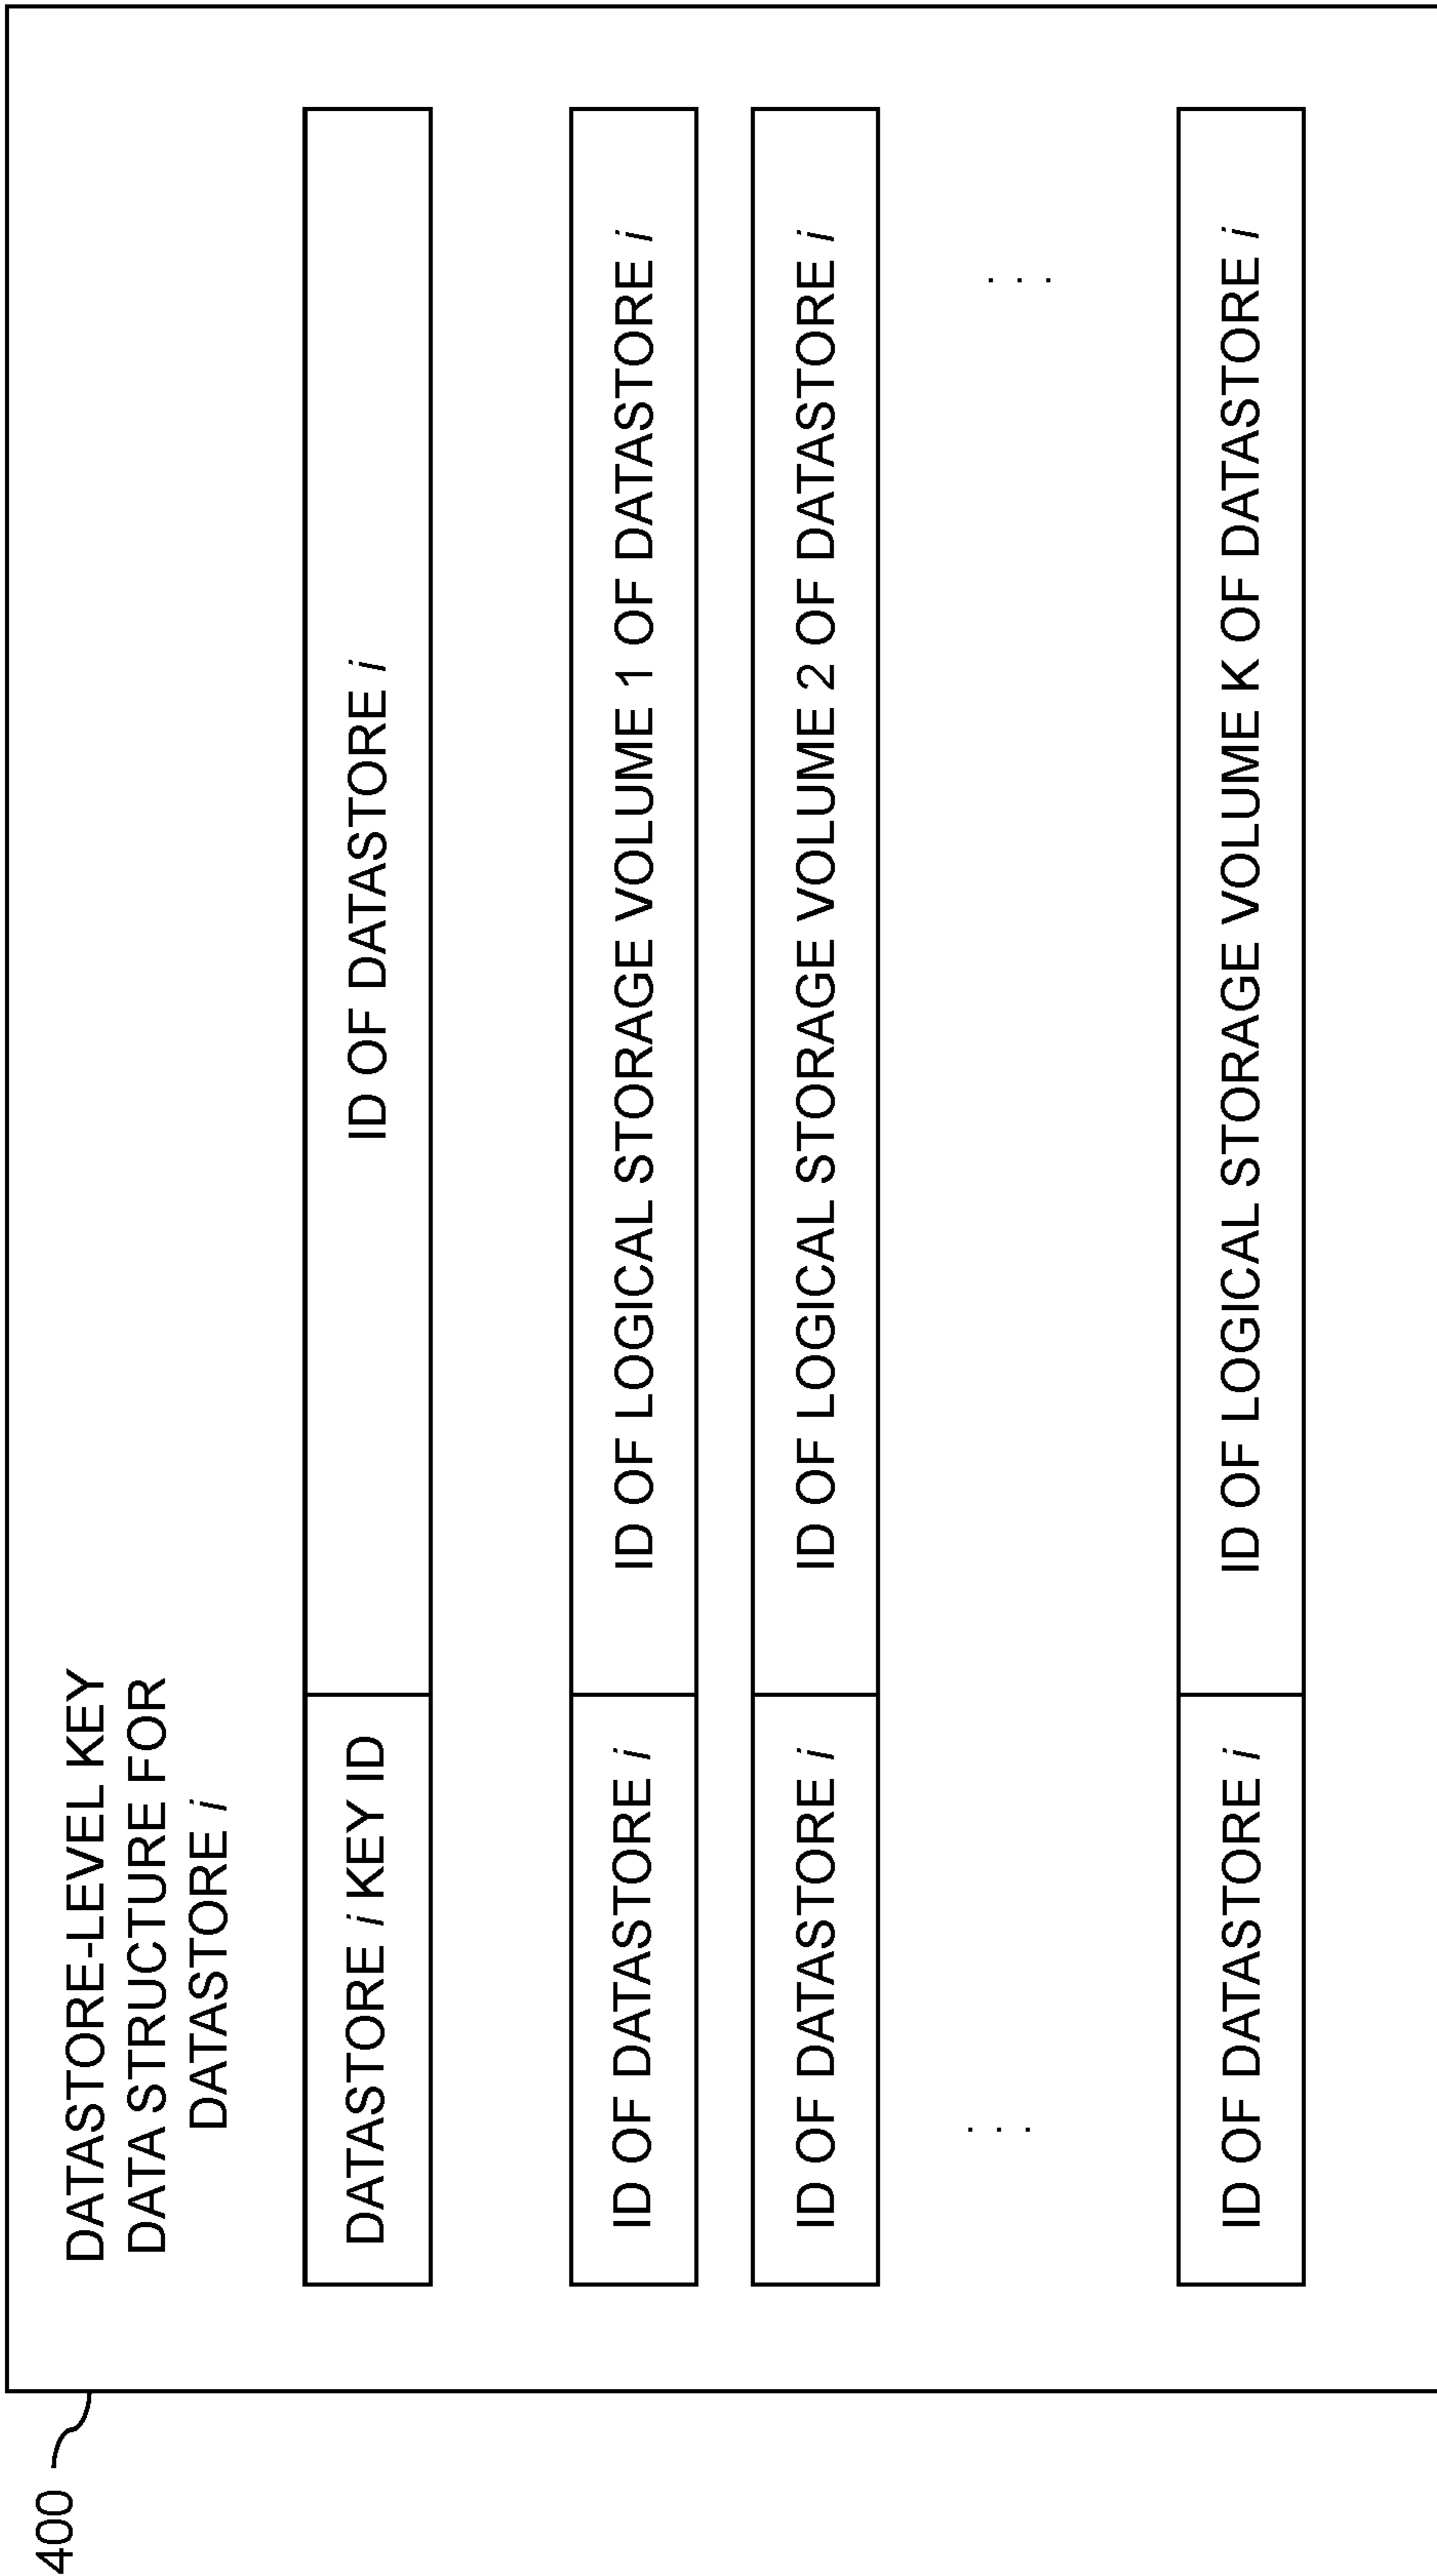 400
DATASTORE-LEVEL KEY
DATA STRUCTURE FOR
DATASTORE i
DATASTORE i KEY ID
ID OF DATASTORE i
ID OF DATASTORE i
ID OF LOGICAL STORAGE VOLUME 1 OF DATASTORE i
ID OF DATASTORE i
ID OF LOGICAL STORAGE VOLUME 2 OF DATASTORE i
. . .
. . .
ID OF DATASTORE i
ID OF LOGICAL STORAGE VOLUME K OF DATASTORE i